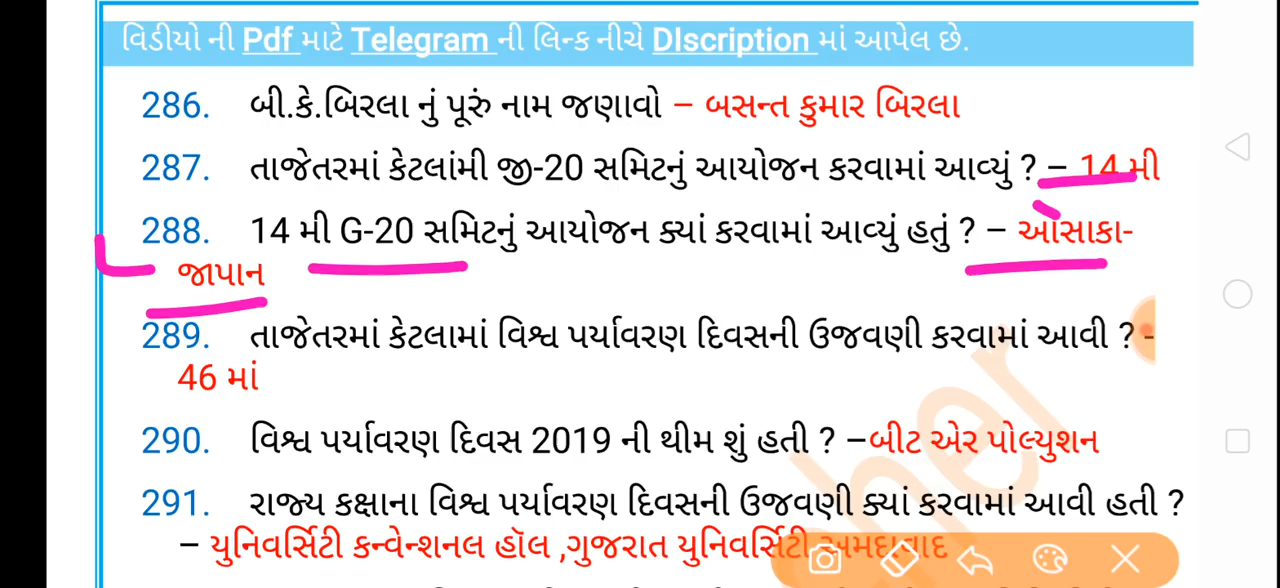 વિડીયો ની Pdf માટે Telegram ની લિન્ક નીચે DIscription માં આપેલ છે.
286. બી.કે.બિરલા નું પૂરું નામ જણાવો – બસન્ત કુમાર બિરલા
287. તાજેતરમાં કેટલાંમી જી-20 સમિટનું આયોજન કરવામાં આવ્યું ? – 14 મી
288. 14 મી G-20 સમિટનું આયોજન ક્યાં કરવામાં આવ્યું હતું ? – ઓસાકા-
જાપાન
289. તાજેતરમાં કેટલામાં વિશ્વ પર્યાવરણ દિવસની ઉજવણી કરવામાં આવી ? -
46 માં
290. વિશ્વ પર્યાવરણ દિવસ 2019 ની થીમ શું હતી ? –બીટ એર પોલ્યુશન
291. રાજ્ય કક્ષાના વિશ્વ પર્યાવરણ દિવસની ઉજવણી ક્યાં કરવામાં આવી હતી ?
– યુનિવર્સિટી કન્વેન્શનલ હૉલ ,ગુજરાત યુનિવર્સિટી અમદાવાદ